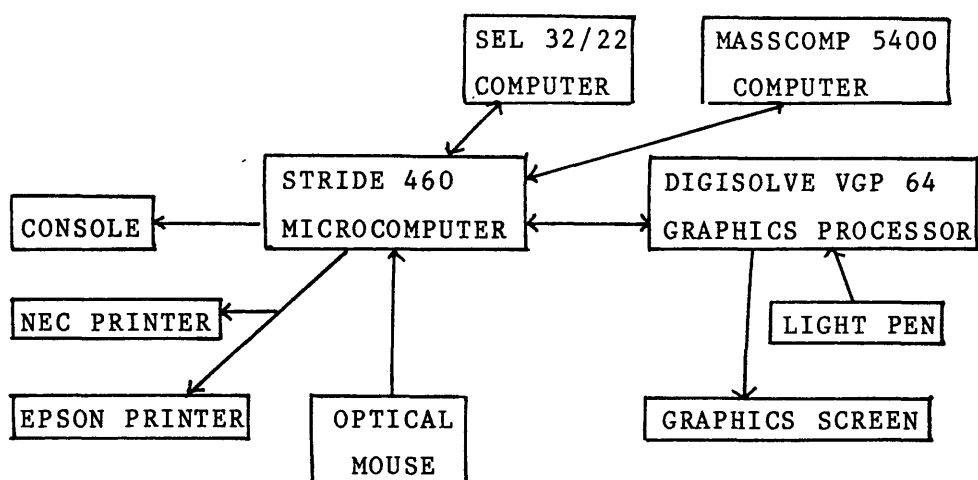 SEL 32/22
COMPUTER
MASSCOMP 5400
COMPUTER
STRIDE 460
MICROCOMPUTER
DIGISOLVE VGP 64
GRAPHICS PROCESSOR
CONSOLE
NEC PRINTER
LIGHT PEN
EPSON PRINTER
OPTICAL
MOUSE
GRAPHICS SCREEN